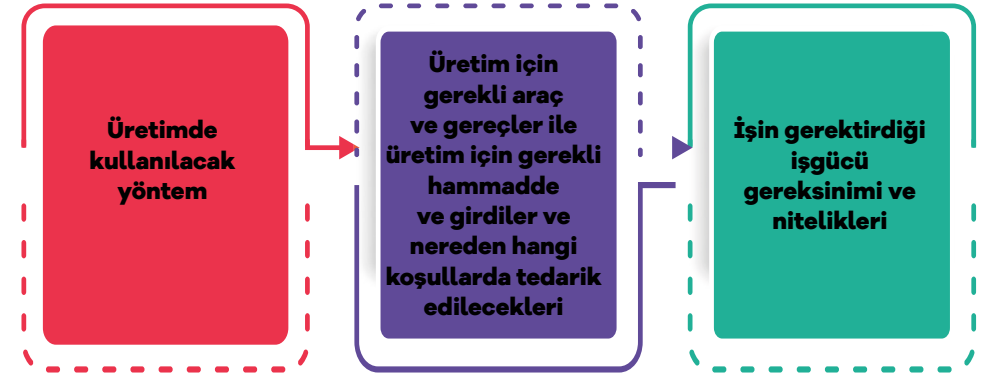 Üretimde
kullanılacak
yöntem
Üretim için
gerekli araç
ve gereçler ile
üretim için gerekli
hammadde
ve girdiler ve
nereden hangi
koşullarda tedarik
edilecekleri
İşin gerektirdiği
işgücü
gereksinimi ve
nitelikleri